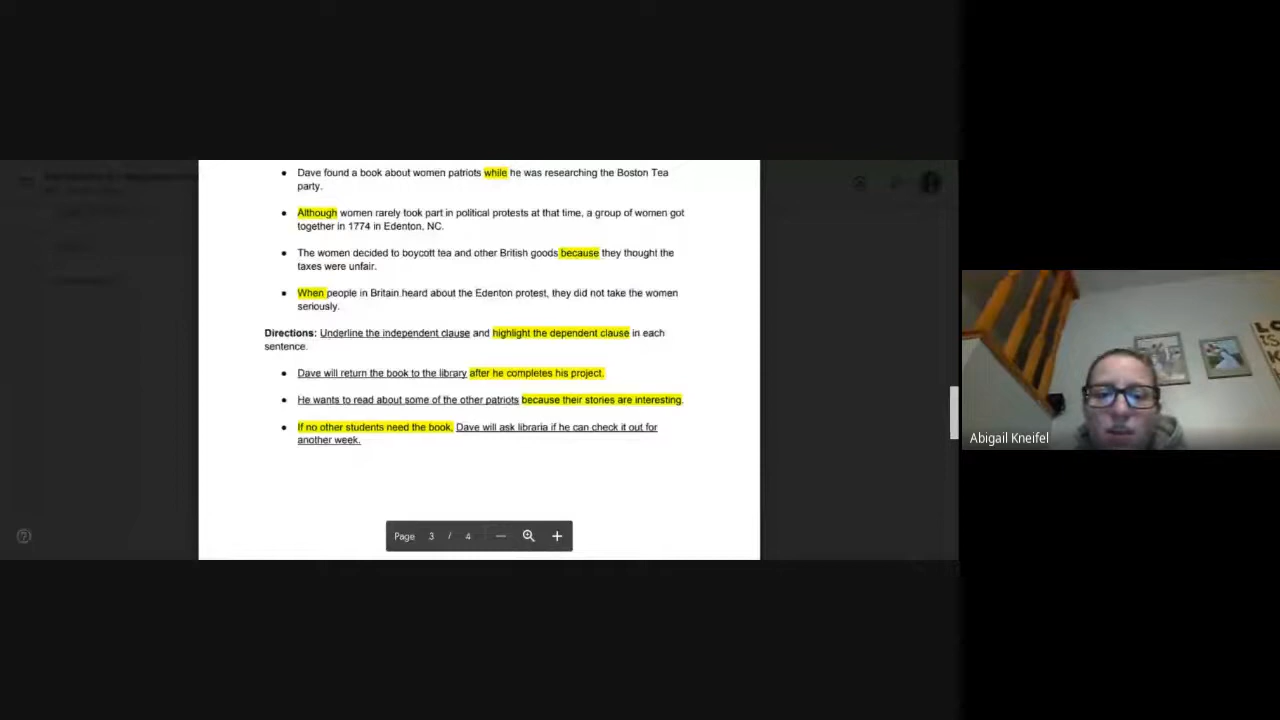 Dave found a book about women patriots while he was researching the Boston Tea
party.
Although women rarely took part in political protests at that time, a group of women got
together in 1774 in Edenton, NC.
The women decided to boycott tea and other British goods because they thought the
taxes were unfair.
When people in Britain heard about the Edenton protest, they did not take the women
seriously.
Directions: Underline the independent clause and highlight the dependent clause in each
sentence.
Dave will return the book to the library after he completes his project.
He wants to read about some of the other patriots because their stories are interesting.
If no other students need the book, Dave will ask libraria if he can check it out for
another week.
Page 3 / 4
Abigail Kneifel